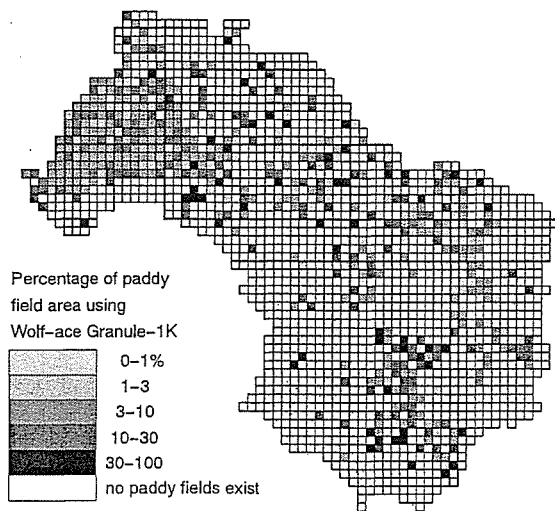 Percentage of paddy
field area using
Wolf-ace Granule-1K
0-1%
1-3
3-10
10-30
30-100
no paddy fields exist